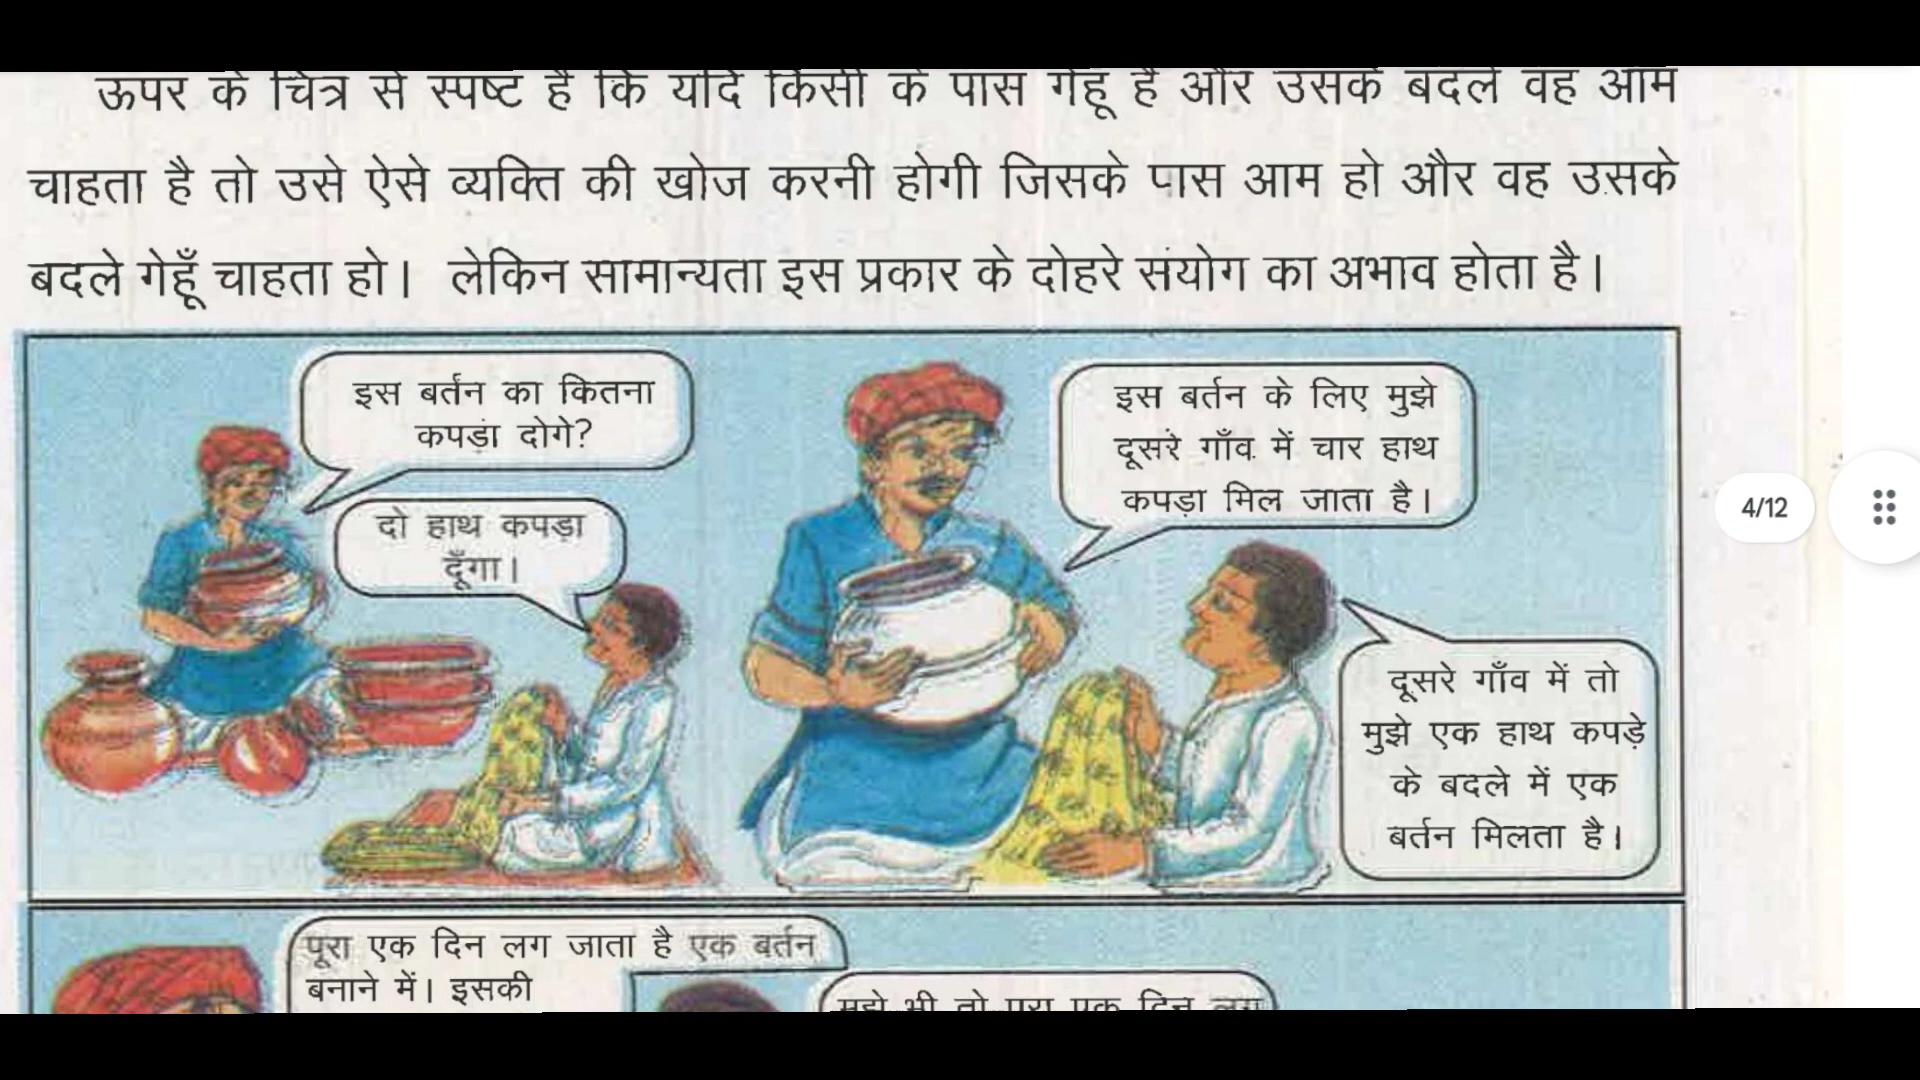 ऊपर के चित्र से स्पष्ट है कि यदि किसी के पास गेहूँ है और उसके बदले वह आम
चाहता है तो उसे ऐसे व्यक्ति की खोज करनी होगी जिसके पास आम हो और वह उसके
बदले गेहूँ चाहता हो। लेकिन सामान्यता इस प्रकार के दोहरे संयोग का अभाव होता है।
इस बर्तन का कितना
कपड़ा दोगे?
दो हाथ कपड़ा
दूँगा।
इस बर्तन के लिए मुझे
दूसरे गाँव में चार हाथ
कपड़ा मिल जाता है।
दूसरे गाँव में तो
मुझे एक हाथ कपड़े
के बदले में एक
बर्तन मिलता है।
4/12
पूरा एक दिन लग जाता है एक बर्तन
बनाने में। इसकी
मुझे भी तो पूरा एक दिन लग